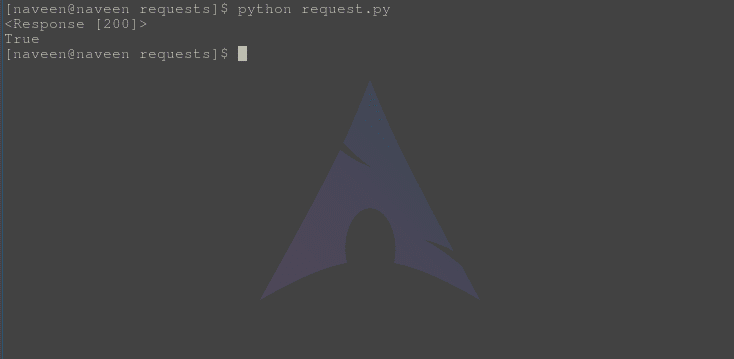 [naveen@naveen requests]$ python request.py
<Response [200]>
True
[naveen@naveen requests]$